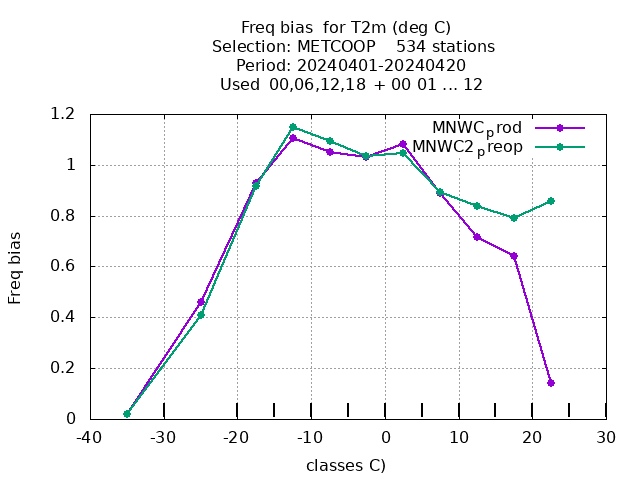 Freq bias  for T2m (deg C)
Selection: METCOOP    534 stations
Period: 20240401-20240420
Used  00,06,12,18  + 00 01 ... 12
MNWC_prod
MNWC2_preop
Freq bias
1.2
1
0.8
0.6
0.4
0.2
0
-40 -30 -20 -10 0 10 20 30
classes C)